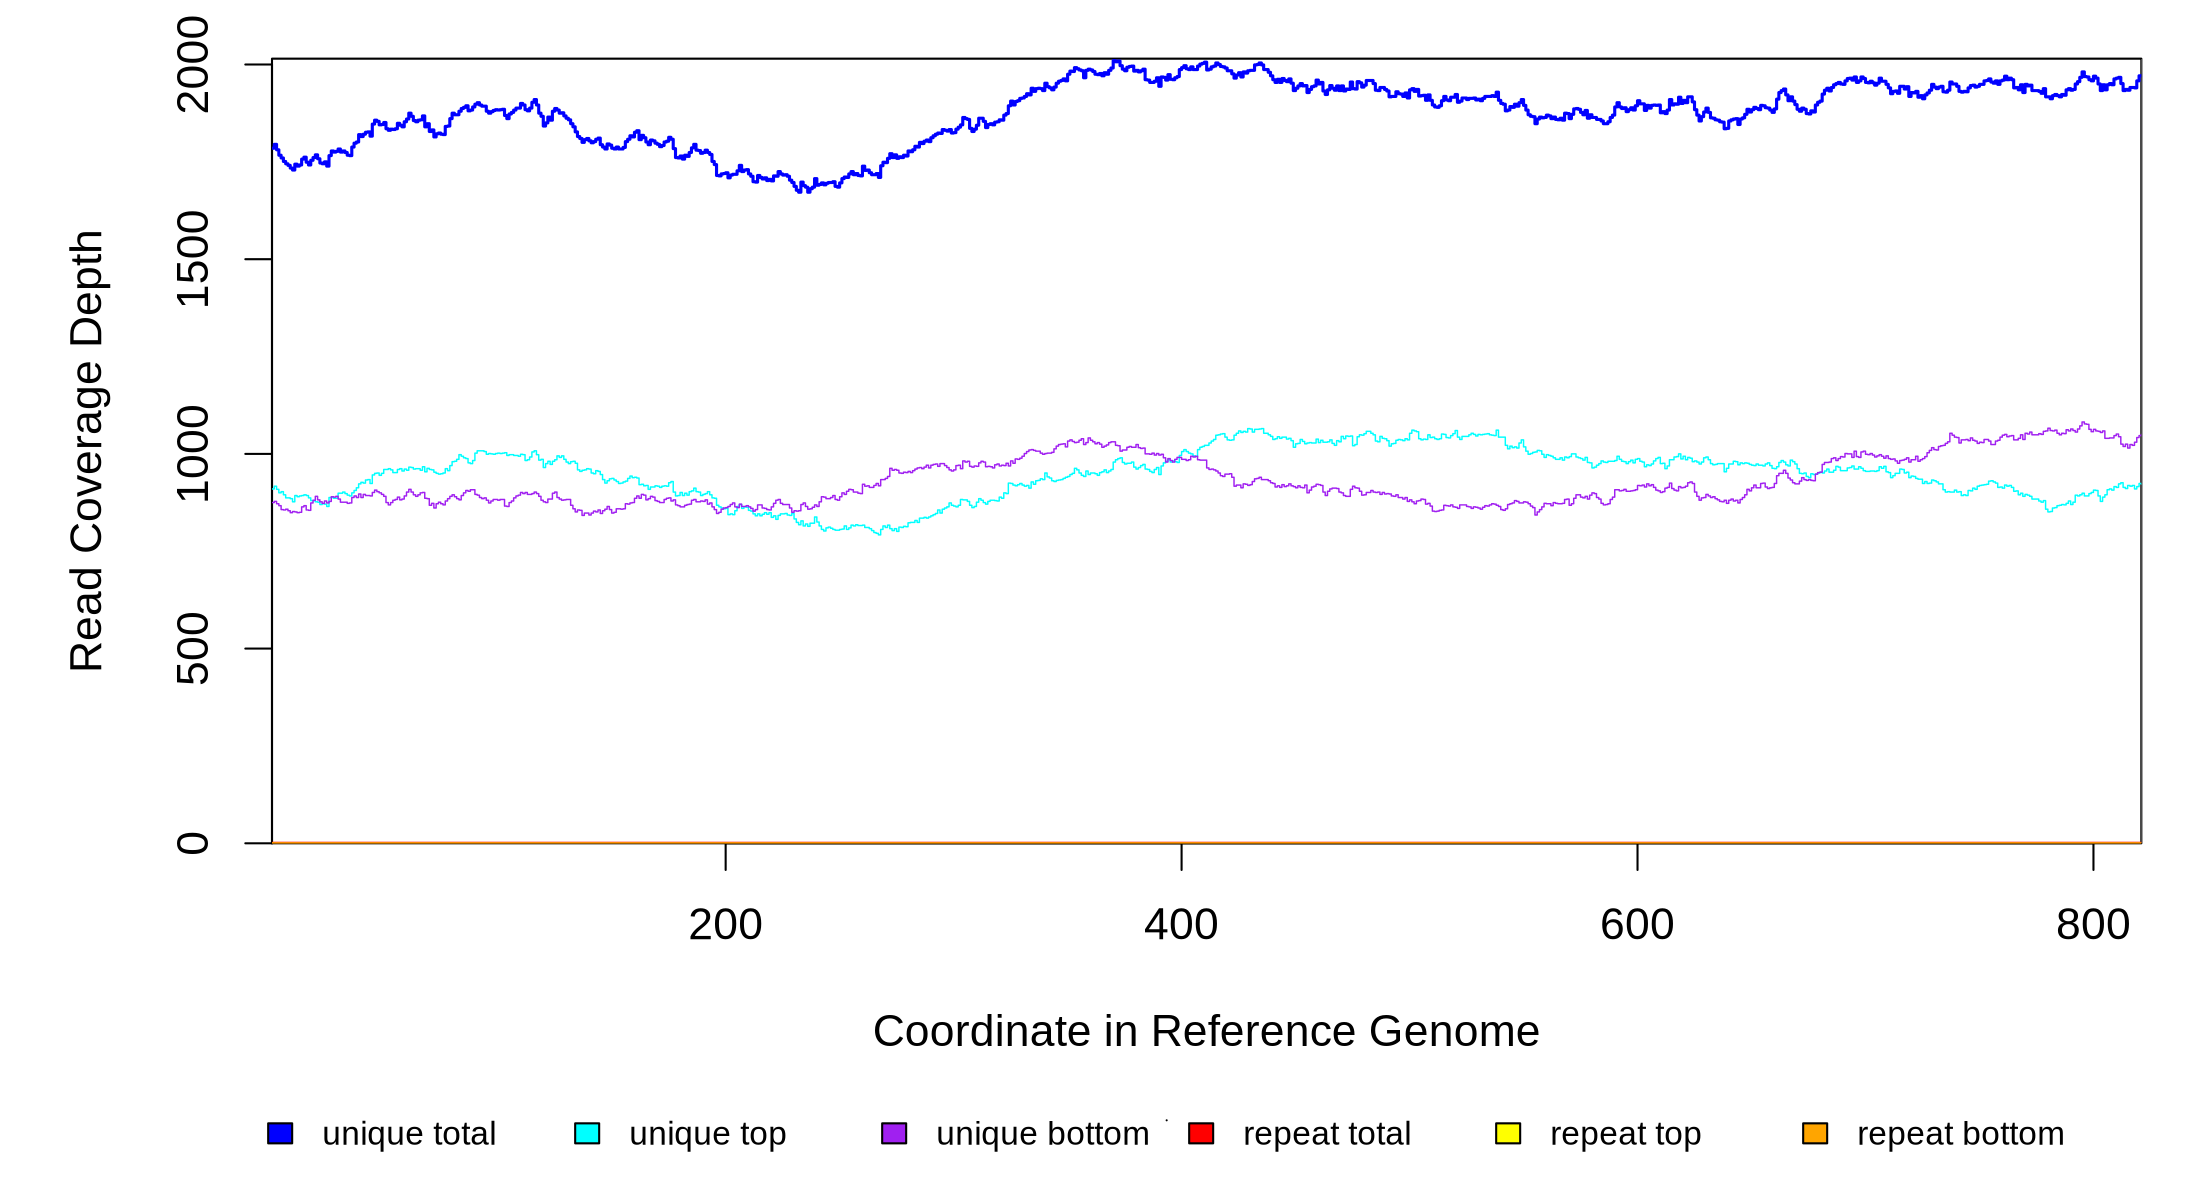 Read Coverage Depth
2000
1500
1000
500
0
200 400 600 800
Coordinate in Reference Genome
unique total unique top unique bottom repeat total repeat top repeat bottom